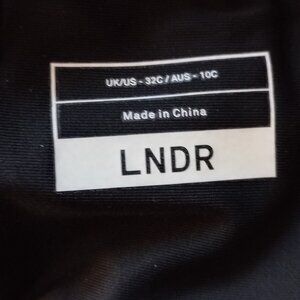 UK/US - 32C / AUS - 10C
Made in China
LNDR